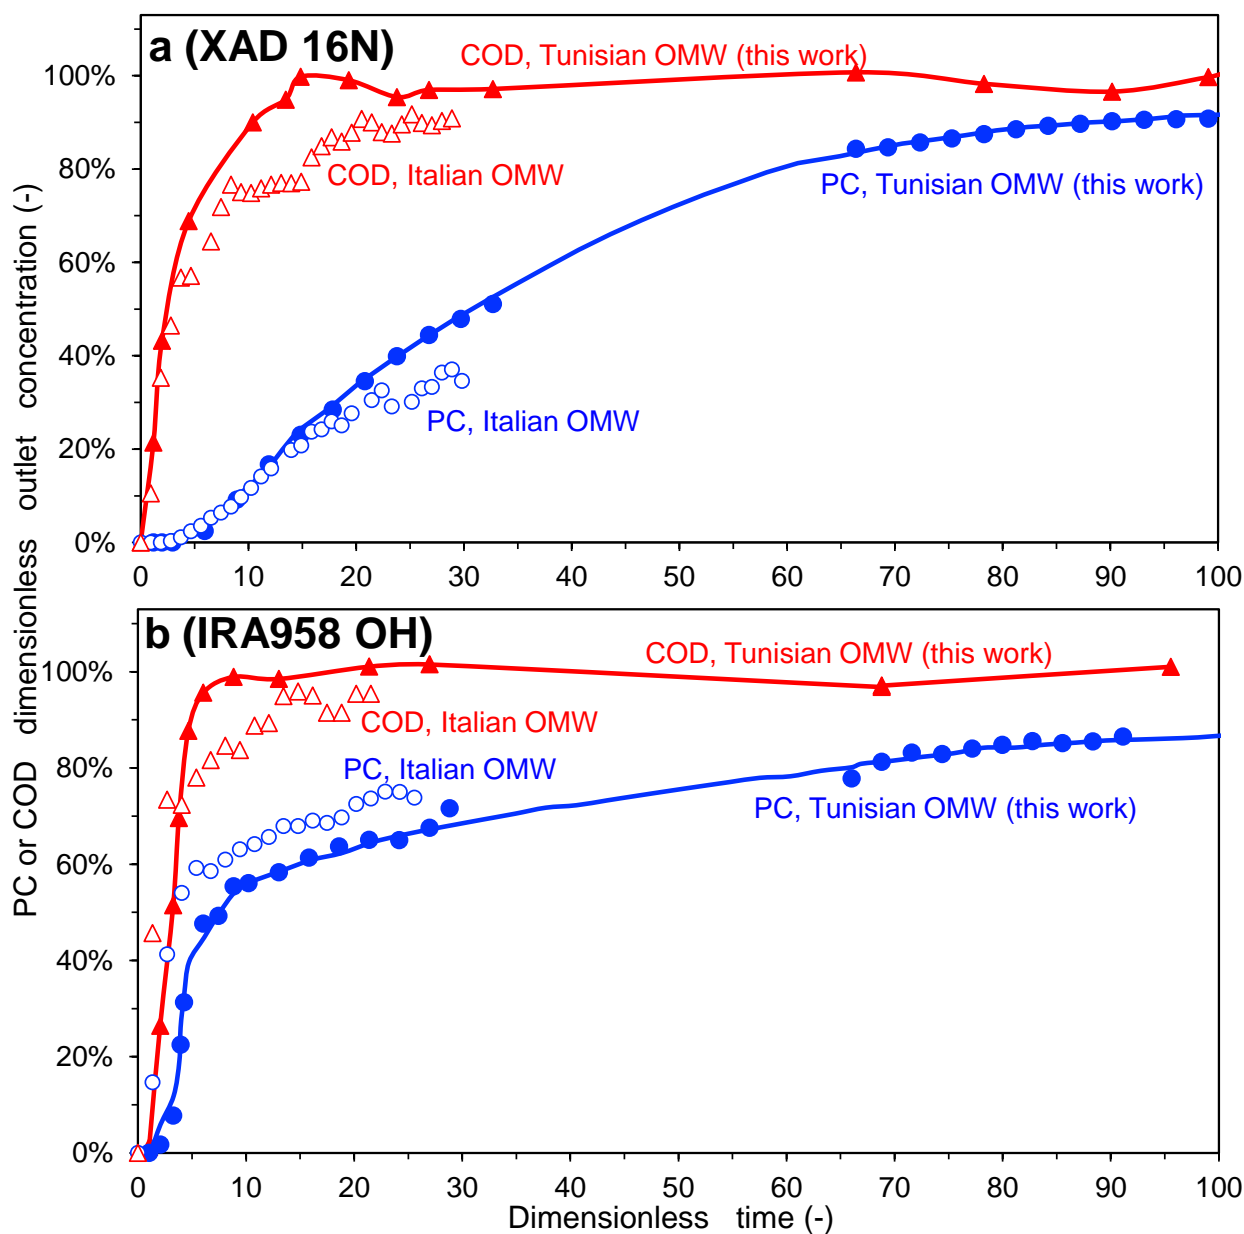 PC or COD dimensionless outlet concentration (-)
a (XAD 16N)
COD, Tunisian OMW (this work)
100%
COD, Italian OMW
PC, Tunisian OMW (this work)
80%
60%
40%
PC, Italian OMW
20%
0%
0 10 20 30 40 50 60 70 80 90 100
b (IRA958 OH)
COD, Tunisian OMW (this work)
100%
COD, Italian OMW
PC, Italian OMW
80%
PC, Tunisian OMW (this work)
60%
40%
20%
0%
0 10 20 30 40 50 60 70 80 90 100
Dimensionless time (-)